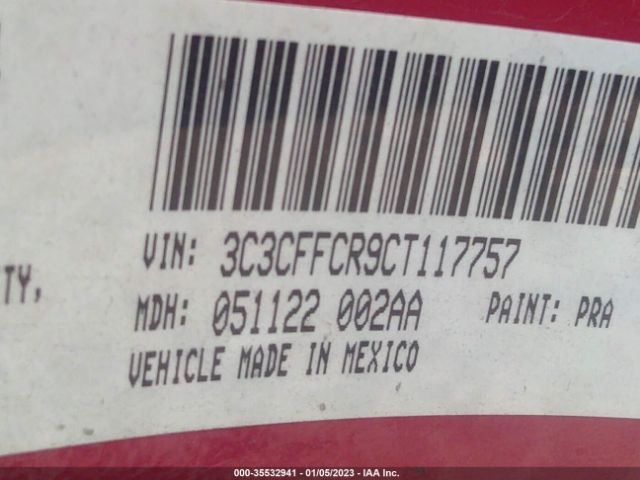 VIN: 3C3CFFCR9CT117757
TY,
MDH: 051122 002AA PAINT: PRA
VEHICLE MADE IN MEXICO
000-35532941 - 01/05/2023 - IAA Inc.